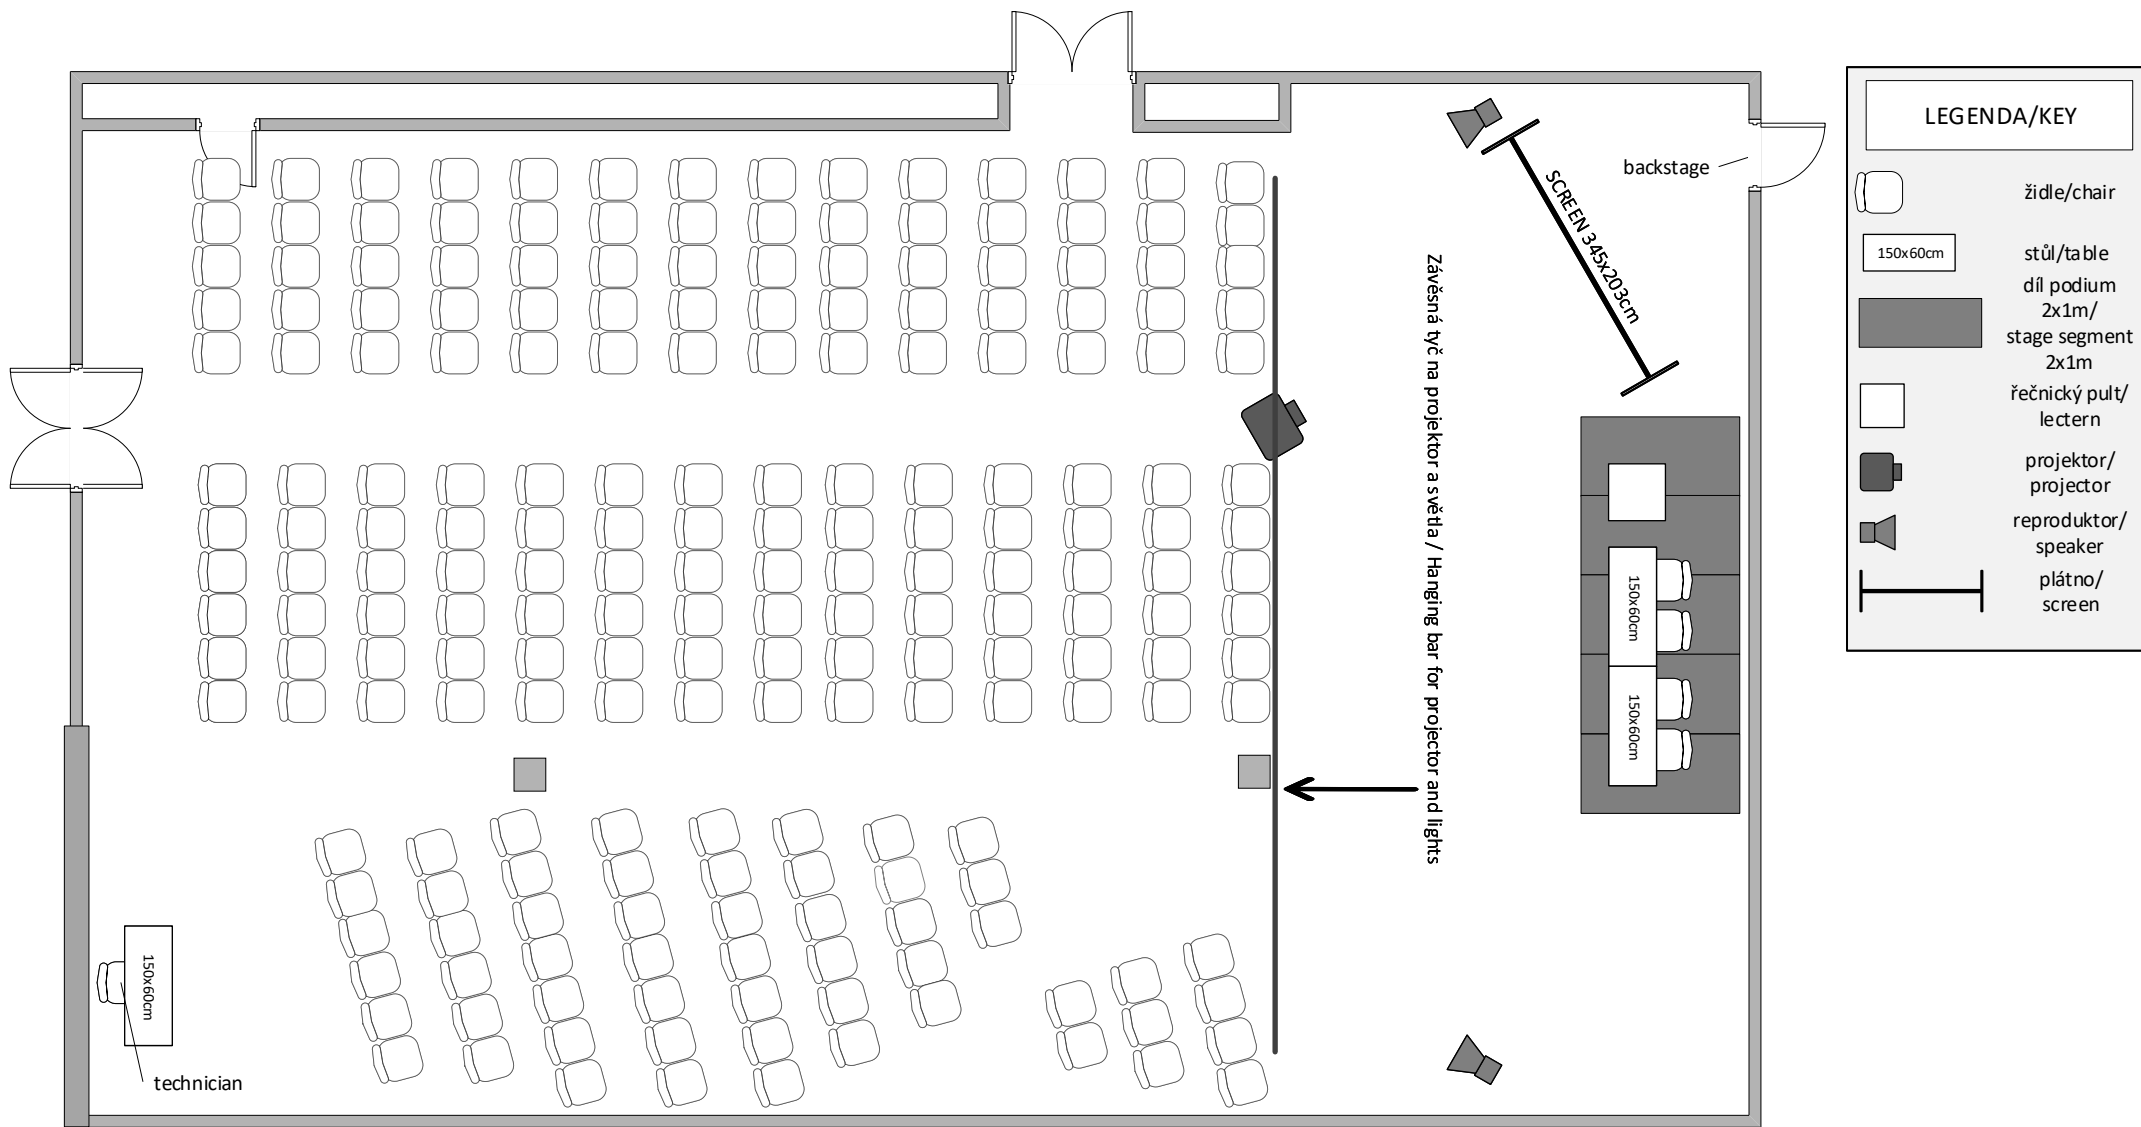 LEGENDA/KEY
židle/chair
150x60cm
stůl/table
díl podium
2x1m/
stage segment
2x1m
řečnický pult/
lectern
projektor/
projector
reproduktor/
speaker
plátno/
screen
backstage
SCREEN 345x203cm
Závěsná tyč na projektor a světla / Hanging bar for projector and lights
150x60cm
150x60cm
150x60cm
technician